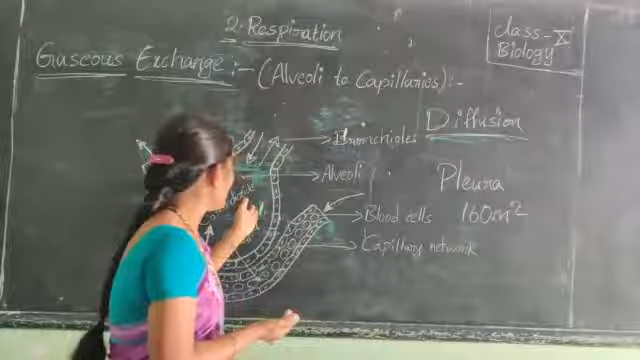 2. Respiration
class-X
Biology
Gaseous Exchange:- (Alveoli to Capillaries):-
Bronchioles
Diffusion
Alveoli
Pleura
Blood cells
160m²
Capillary network